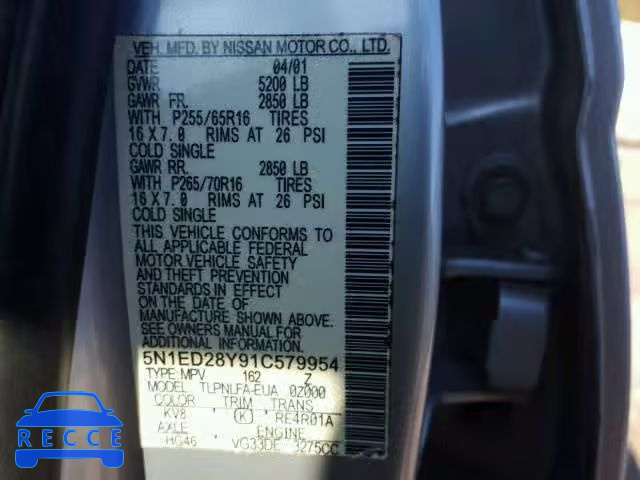 VEH. MFD. BY NISSAN MOTOR CO., LTD.
DATE 04/01
GVWR 5200 LB
GAWR FR. 2850 LB
WITH P255/65R16 TIRES
16 X 7.0 RIMS AT 26 PSI
COLD SINGLE
GAWR RR. 2850 LB
WITH P265/70R16 TIRES
16 X 7.0 RIMS AT 26 PSI
COLD SINGLE
THIS VEHICLE CONFORMS TO
ALL APPLICABLE FEDERAL
MOTOR VEHICLE SAFETY
AND THEFT PREVENTION
STANDARDS IN EFFECT
ON THE DATE OF
MANUFACTURE SHOWN ABOVE.
SEE OWNERS MANUAL FOR
ADDITIONAL INFORMATION.
5N1ED28Y91C579954
TYPE: MPV 162 Z
TLPNLFA-EUA 0Z000
COLOR TRIM TRANS
KV8 K RE4R01A
AXLE ENGINE
HG46 VG33DE 3275CC
RECORDS.BIDS